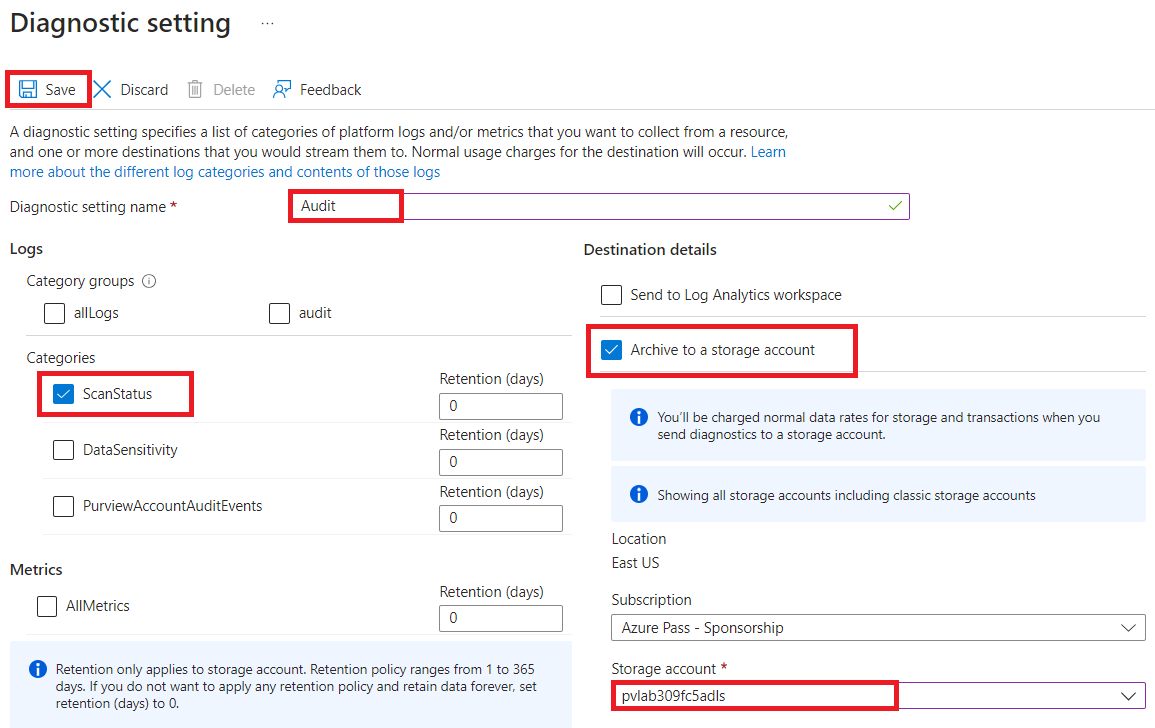 Diagnostic setting ...
Save Discard Delete Feedback
A diagnostic setting specifies a list of categories of platform logs and/or metrics that you want to collect from a resource,
and one or more destinations that you would stream them to. Normal usage charges for the destination will occur. Learn
more about the different log categories and contents of those logs
Diagnostic setting name * Audit
Logs
Category groups
allLogs audit
Categories
ScanStatus
Retention (days)
0
DataSensitivity
Retention (days)
0
PurviewAccountAuditEvents
Retention (days)
0
Metrics
AllMetrics
Retention (days)
0
Retention only applies to storage account. Retention policy ranges from 1 to 365
days. If you do not want to apply any retention policy and retain data forever, set
retention (days) to 0.
Destination details
Send to Log Analytics workspace
Archive to a storage account
You'll be charged normal data rates for storage and transactions when you
send diagnostics to a storage account.
Showing all storage accounts including classic storage accounts
Location
East US
Subscription
Azure Pass - Sponsorship
Storage account *
pvlab309fc5adls